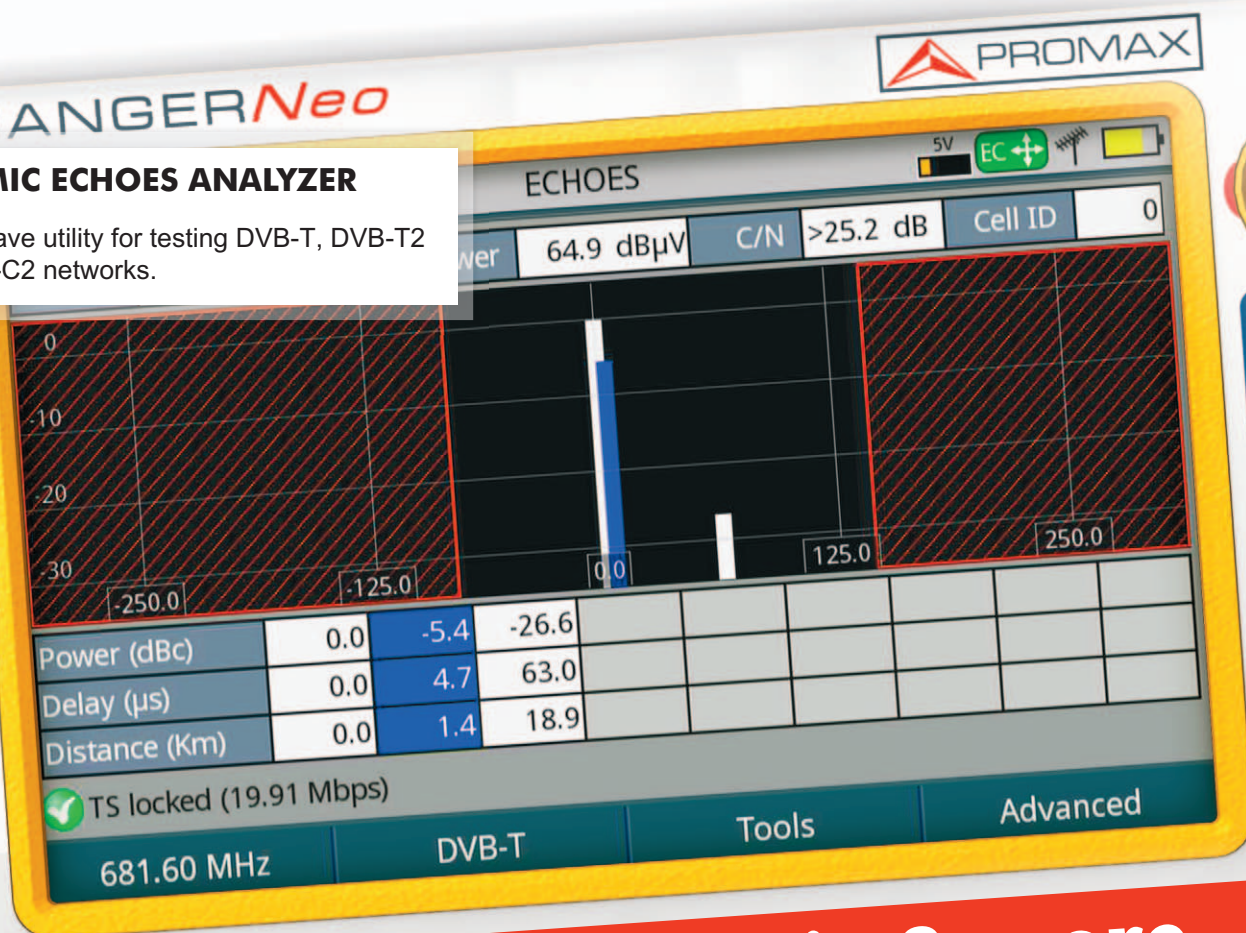 PROMAX
ANGERNeo
MIC ECHOES ANALYZER
ave utility for testing DVB-T, DVB-T2
-C2 networks.
ECHOES
5V
EC
wer 64.9 dBµV C/N >25.2 dB Cell ID 0
0
-10
-20
-30
-250.0 -125.0 0.0 125.0 250.0
Power (dBc) 0.0 -5.4 -26.6
Delay (µs) 0.0 4.7 63.0
Distance (Km) 0.0 1.4 18.9
TS locked (19.91 Mbps)
681.60 MHz DVB-T Tools Advanced